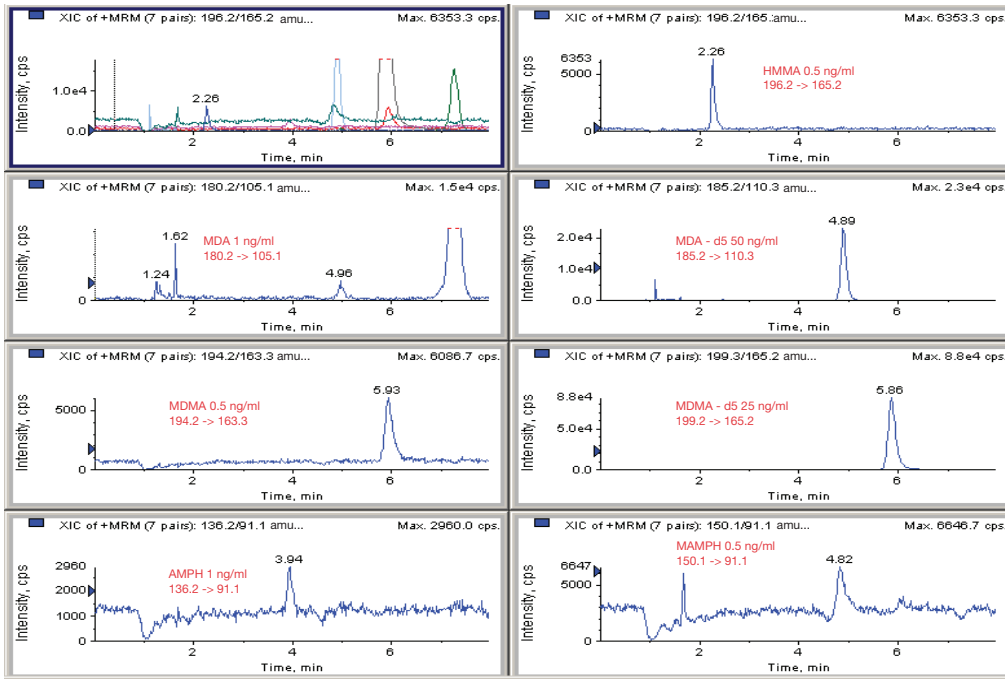 XIC of +MRM (7 pairs): 196.2/165.2 amu... Max. 6353.3 cps.
Intensity, cps
1.0e4
0.0
2.26
2 4 6
Time, min
XIC of +MRM (7 pairs): 196.2/165.: amu... Max. 6353.3 cps.
Intensity, cps
6353
5000
0
2.26
HMMA 0.5 ng/ml
196.2 -> 165.2
2 4 6
Time, min
XIC of +MRM (7 pairs): 180.2/105.1 amu... Max. 1.5e4 cps.
Intensity, cps
0
1.24
1.62
MDA 1 ng/ml
180.2 -> 105.1
4.96
2 4 6
Time, min
XIC of +MRM (7 pairs): 185.2/110.3 amu... Max. 2.3e4 cps.
Intensity, cps
2.0e4
1.0e4
0.0
MDA - d5 50 ng/ml
185.2 -> 110.3
4.89
2 4 6
Time, min
XIC of +MRM (7 pairs): 194.2/163.3 amu... Max. 6086.7 cps.
Intensity, cps
5000
0
MDMA 0.5 ng/ml
194.2 -> 163.3
5.93
2 4 6
Time, min
XIC of +MRM (7 pairs): 199.3/165.2 amu... Max. 8.8e4 cps.
Intensity, cps
8.8e4
5.0e4
0.0
MDMA - d5 25 ng/ml
199.2 -> 165.2
5.86
2 4 6
Time, min
XIC of +MRM (7 pairs): 136.2/91.1 amu... Max. 2960.0 cps.
Intensity, cps
2960
2000
1000
0
AMPH 1 ng/ml
136.2 -> 91.1
3.94
2 4 6
Time, min
XIC of +MRM (7 pairs): 150.1/91.1 amu... Max. 6646.7 cps.
Intensity, cps
6647
5000
0
MAMPH 0.5 ng/ml
150.1 -> 91.1
4.82
2 4 6
Time, min